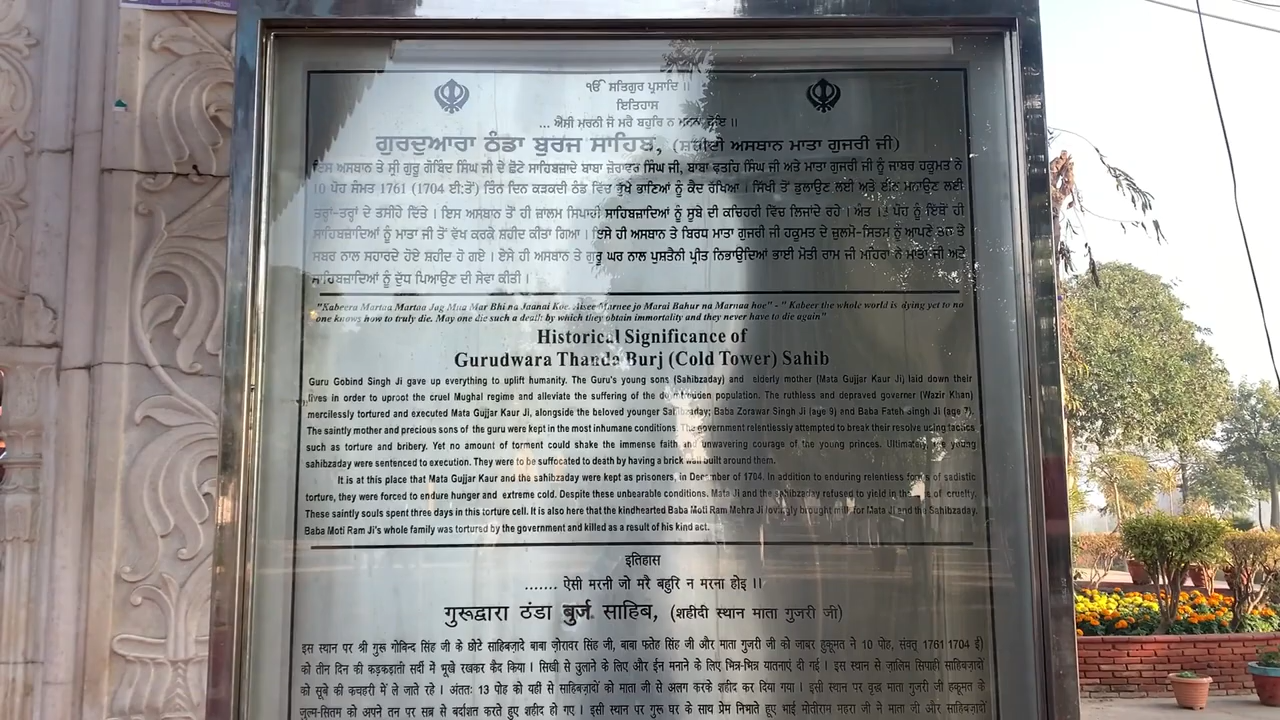 ੴ ਸਤਿਗੁਰ ਪ੍ਰਸਾਦਿ ॥
ਇਤਿਹਾਸ
... ਐਸੀ ਮਰਨੀ ਜੋ ਮਰੈ ਬਹੁਰਿ ਨ ਮਰਨਾ ਹੋਇ ॥
ਗੁਰਦੁਆਰਾ ਠੰਡਾ ਬੁਰਜ ਸਾਹਿਬ, (ਸ਼ਹੀਦੀ ਅਸਥਾਨ ਮਾਤਾ ਗੁਜਰੀ ਜੀ)
ਇਸ ਅਸਥਾਨ ਤੇ ਸ੍ਰੀ ਗੁਰੂ ਗੋਬਿੰਦ ਸਿੰਘ ਜੀ ਦੇ ਛੋਟੇ ਸਾਹਿਬਜ਼ਾਦੇ ਬਾਬਾ ਜ਼ੋਰਾਵਰ ਸਿੰਘ ਜੀ, ਬਾਬਾ ਫਤਹਿ ਸਿੰਘ ਜੀ ਅਤੇ ਮਾਤਾ ਗੁਜਰੀ ਜੀ ਨੂੰ ਜਾਬਰ ਹਕੂਮਤ ਨੇ
10 ਪੋਹ ਸੰਮਤ 1761 (1704 ਈ:ਤੋਂ) ਤਿੰਨ ਦਿਨ ਕੜਕਦੀ ਠੰਡ ਵਿੱਚ ਭੁੱਖੇ ਭਾਣਿਆਂ ਨੂੰ ਕੈਦ ਰੱਖਿਆ । ਸਿੱਖੀ ਤੋਂ ਡੁਲਾਉਣ ਲਈ ਅਤੇ ਈਨ ਮਨਾਉਣ ਲਈ
ਤਰ੍ਹਾਂ-ਤਰ੍ਹਾਂ ਦੇ ਤਸੀਹੇ ਦਿੱਤੇ । ਇਸ ਅਸਥਾਨ ਤੋਂ ਹੀ ਜ਼ਾਲਮ ਸਿਪਾਹੀ ਸਾਹਿਬਜ਼ਾਦਿਆਂ ਨੂੰ ਸੂਬੇ ਦੀ ਕਚਿਹਰੀ ਵਿੱਚ ਲਿਜਾਂਦੇ ਰਹੇ । ਅੰਤ ਪੋਹ ਨੂੰ ਇੱਥੋਂ ਹੀ
ਸਾਹਿਬਜ਼ਾਦਿਆਂ ਨੂੰ ਮਾਤਾ ਜੀ ਤੋਂ ਵੱਖ ਕਰਕੇ ਸ਼ਹੀਦ ਕੀਤਾ ਗਿਆ । ਇਸੇ ਹੀ ਅਸਥਾਨ ਤੇ ਬਿਰਧ ਮਾਤਾ ਗੁਜਰੀ ਜੀ ਹਕੂਮਤ ਦੇ ਜ਼ੁਲਮੋ-ਸਿਤਮ ਨੂੰ ਆਪਣੇ ਤਨ ਤੇ
ਸਬਰ ਨਾਲ ਸਹਾਰਦੇ ਹੋਏ ਸ਼ਹੀਦ ਹੋ ਗਏ । ਏਸੇ ਹੀ ਅਸਥਾਨ ਤੇ ਗੁਰੂ ਘਰ ਨਾਲ ਪੁਸ਼ਤੈਨੀ ਪ੍ਰੀਤ ਨਿਭਾਉਦਿਆਂ ਭਾਈ ਮੋਤੀ ਰਾਮ ਜੀ ਮਹਿਰਾ ਨੇ ਮਾਤਾ ਜੀ ਅਤੇ
ਸਾਹਿਬਜ਼ਾਦਿਆਂ ਨੂੰ ਦੁੱਧ ਪਿਆਉਣ ਦੀ ਸੇਵਾ ਕੀਤੀ ।
"Kabeera Martaa Martaa Jag Mua Mar Bhi na Jaanai Koe. Aisee Marnee jo Marai Bahur na Marnaa hoe" - " Kabeer the whole world is dying yet to no
one knows how to truly die. May one die such a death by which they obtain immortality and they never have to die again"
Historical Significance of
Gurudwara Thanda Burj (Cold Tower) Sahib
Guru Gobind Singh Ji gave up everything to uplift humanity. The Guru's young sons (Sahibzaday) and elderly mother (Mata Gujjar Kaur Ji) laid down their
lives in order to uproot the cruel Mughal regime and alleviate the suffering of the downtrodden population. The ruthless and depraved governer (Wazir Khan)
mercilessly tortured and executed Mata Gujjar Kaur Ji, alongside the beloved younger Sahibzaday; Baba Zorawar Singh Ji (age 9) and Baba Fateh Singh Ji (age 7).
The saintly mother and precious sons of the guru were kept in the most inhumane conditions. The government relentlessly attempted to break their resolve using tactics
such as torture and bribery. Yet no amount of torment could shake the immense faith and unwavering courage of the young princes. Ultimately, the young
sahibzaday were sentenced to execution. They were to be suffocated to death by having a brick wall built around them.
It is at this place that Mata Gujjar Kaur and the sahibzaday were kept as prisoners, in December of 1704. In addition to enduring relentless forms of sadistic
torture, they were forced to endure hunger and extreme cold. Despite these unbearable conditions. Mata Ji and the sahibzaday refused to yield in the face of cruelty.
These saintly souls spent three days in this torture cell. It is also here that the kindhearted Baba Moti Ram Mehra Ji lovingly brought milk for Mata Ji and the Sahibzaday.
Baba Moti Ram Ji's whole family was tortured by the government and killed as a result of his kind act.
इतिहास
....... ऐसी मरनी जो मरै बहुरि न मरना होइ ।।
गुरूद्वारा ठंडा बुर्ज साहिब, (शहीदी स्थान माता गुजरी जी)
इस स्थान पर श्री गुरू गोविन्द सिंह जी के छोटे साहिबज़ादे बाबा ज़ोरावर सिंह जी, बाबा फतेह सिंह जी और माता गुजरी जी को जाबर हकूमत ने 10 पोह, संवत् 1761 1704 ई)
को तीन दिन की कड़कड़ाती सर्दी में भूखे रखकर कैद किया । सिखी से डुलाने के लिए और ईन मनाने के लिए भिन्न-भिन्न यातनाएं दी गई । इस स्थान से ज़ालिम सिपाही साहिबज़ादों
को सूबे की कचहरी में ले जाते रहे । अंततः 13 पोह को यही से साहिबज़ादों को माता जी से अलग करके शहीद कर दिया गया । इसी स्थान पर वृद्ध माता गुजरी जी हकूमत के
जुल्म-सितम को अपने तन पर सब्र से बर्दाशत करते हुए शहीद हो गए । इसी स्थान पर गुरू घर के साथ प्रेम निभाते हुए भाई मोतीराम महरा जी ने माता जी और साहिबज़ादों